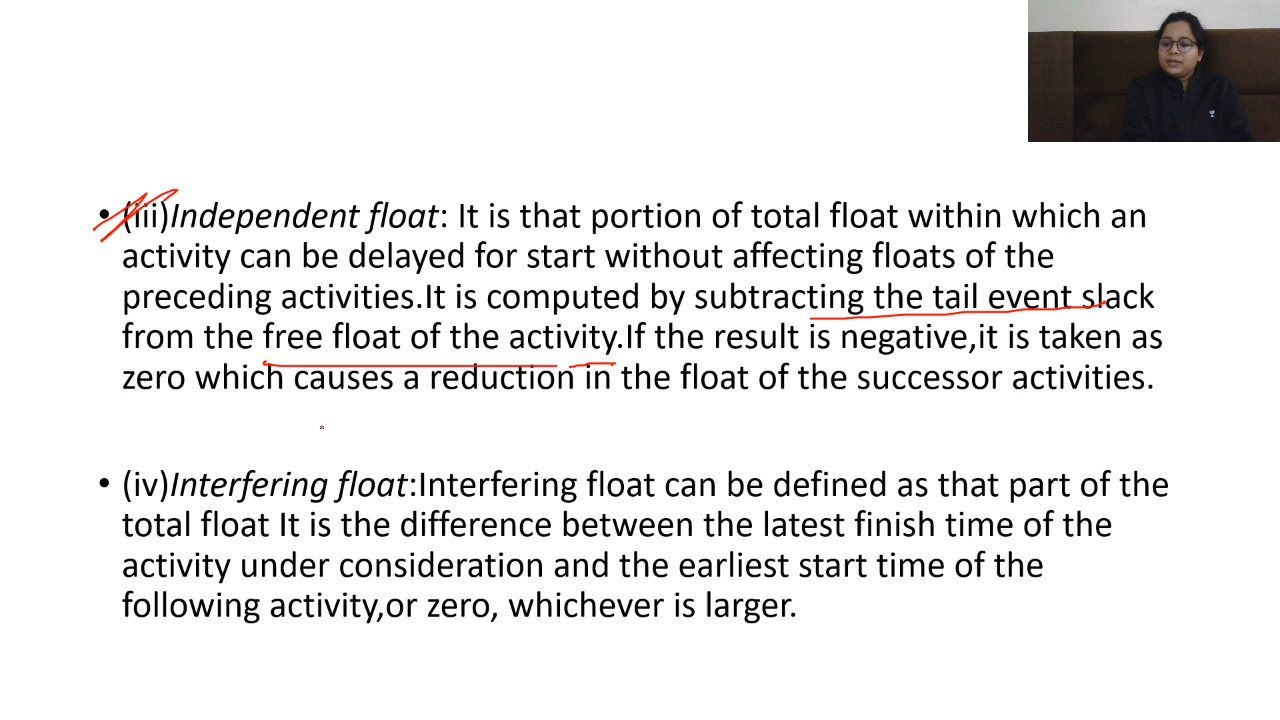 • (iii)Independent float: It is that portion of total float within which an
activity can be delayed for start without affecting floats of the
preceding activities.It is computed by subtracting the tail event slack
from the free float of the activity.If the result is negative,it is taken as
zero which causes a reduction in the float of the successor activities.
• (iv)Interfering float:Interfering float can be defined as that part of the
total float It is the difference between the latest finish time of the
activity under consideration and the earliest start time of the
following activity,or zero, whichever is larger.